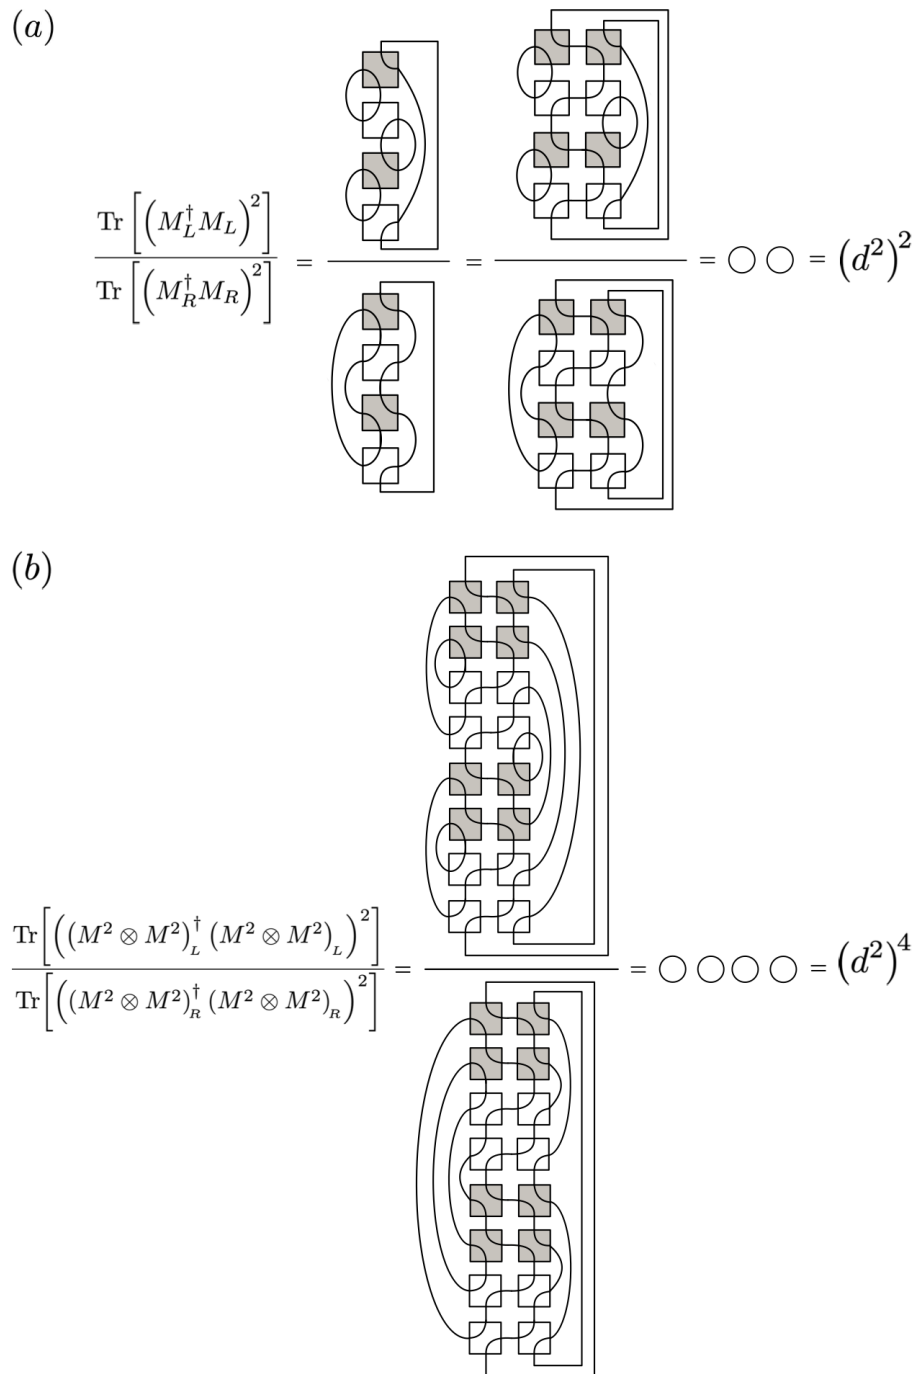 (a)
Tr[(M_L^† M_L)^2] / Tr[(M_R^† M_R)^2] = = = ○○ = (d^2)^2
(b)
Tr[((M^2 ⊗ M^2)_L^† (M^2 ⊗ M^2)_L)^2] / Tr[((M^2 ⊗ M^2)_R^† (M^2 ⊗ M^2)_R)^2] = = ○○○○ = (d^2)^4